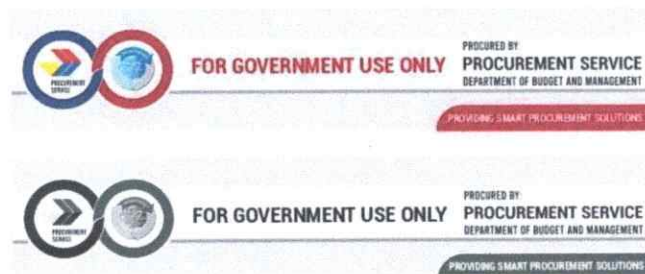 PROCUREMENT
SERVICE
FOR GOVERNMENT USE ONLY
PROCURED BY:
PROCUREMENT SERVICE
DEPARTMENT OF BUDGET AND MANAGEMENT
PROVIDING SMART PROCUREMENT SOLUTIONS
PROCUREMENT
SERVICE
FOR GOVERNMENT USE ONLY
PROCURED BY:
PROCUREMENT SERVICE
DEPARTMENT OF BUDGET AND MANAGEMENT
PROVIDING SMART PROCUREMENT SOLUTIONS